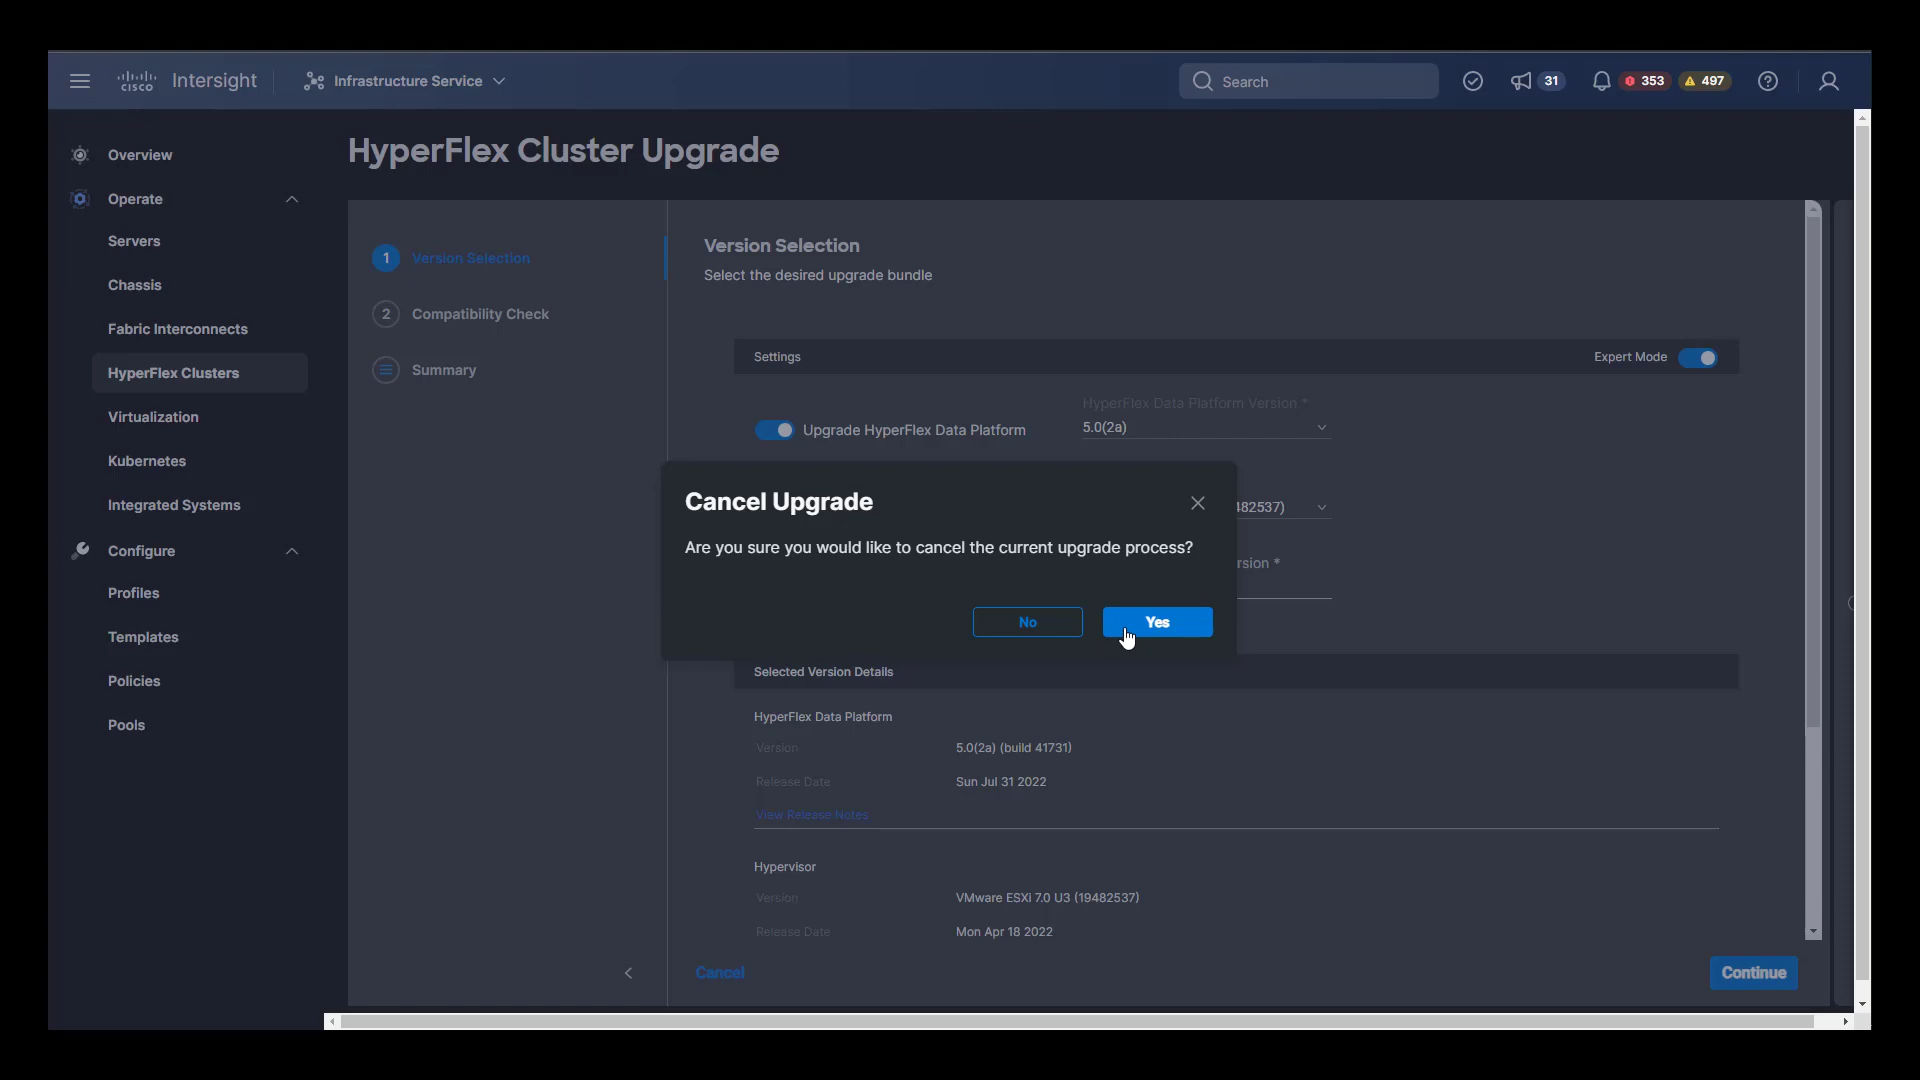 cisco Intersight Infrastructure Service Search 31 353 497
HyperFlex Cluster Upgrade
Overview
Operate
Servers
Chassis
Fabric Interconnects
HyperFlex Clusters
Virtualization
Kubernetes
Integrated Systems
Configure
Profiles
Templates
Policies
Pools
1 Version Selection
2 Compatibility Check
Summary
Version Selection
Select the desired upgrade bundle
Settings Expert Mode
HyperFlex Data Platform Version *
Upgrade HyperFlex Data Platform 5.0(2a)
482537)
rsion *
Cancel Upgrade
Are you sure you would like to cancel the current upgrade process?
No Yes
Selected Version Details
HyperFlex Data Platform
Version 5.0(2a) (build 41731)
Release Date Sun Jul 31 2022
View Release Notes
Hypervisor
Version VMware ESXi 7.0 U3 (19482537)
Release Date Mon Apr 18 2022
Cancel Continue